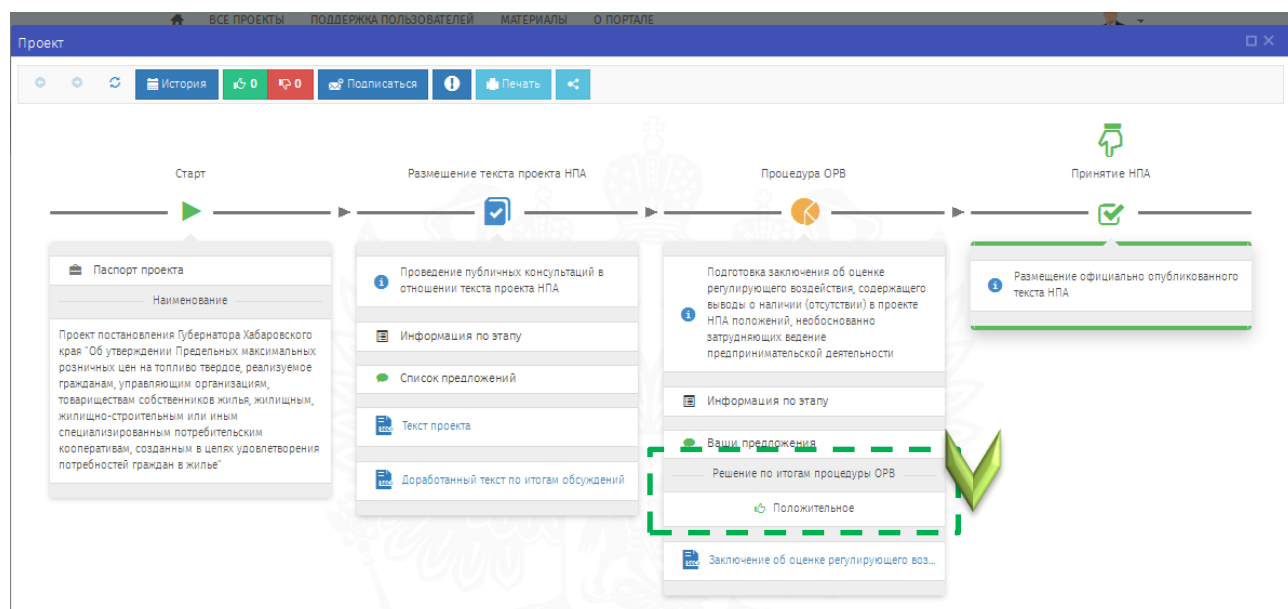 ВСЕ ПРОЕКТЫ ПОДДЕРЖКА ПОЛЬЗОВАТЕЛЕЙ МАТЕРИАЛЫ О ПОРТАЛЕ
Проект
История 0 0 Подписаться Печать
Старт
Паспорт проекта
Наименование
Проект постановления Губернатора Хабаровского
края "Об утверждении Предельных максимальных
розничных цен на топливо твердое, реализуемое
гражданам, управляющим организациям,
товариществам собственников жилья, жилищным,
жилищно-строительным или иным
специализированным потребительским
кооперативам, созданным в целях удовлетворения
потребностей граждан в жилье"
Размещение текста проекта НПА
Проведение публичных консультаций в
отношении текста проекта НПА
Информация по этапу
Список предложений
Текст проекта
Доработанный текст по итогам обсуждений
Процедура ОРВ
Подготовка заключения об оценке
регулирующего воздействия, содержащего
выводы о наличии (отсутствии) в проекте
НПА положений, необоснованно
затрудняющих ведение
предпринимательской деятельности
Информация по этапу
Ваши предложения
Решение по итогам процедуры ОРВ
Положительное
Заключение об оценке регулирующего воз...
Принятие НПА
Размещение официально опубликованного
текста НПА